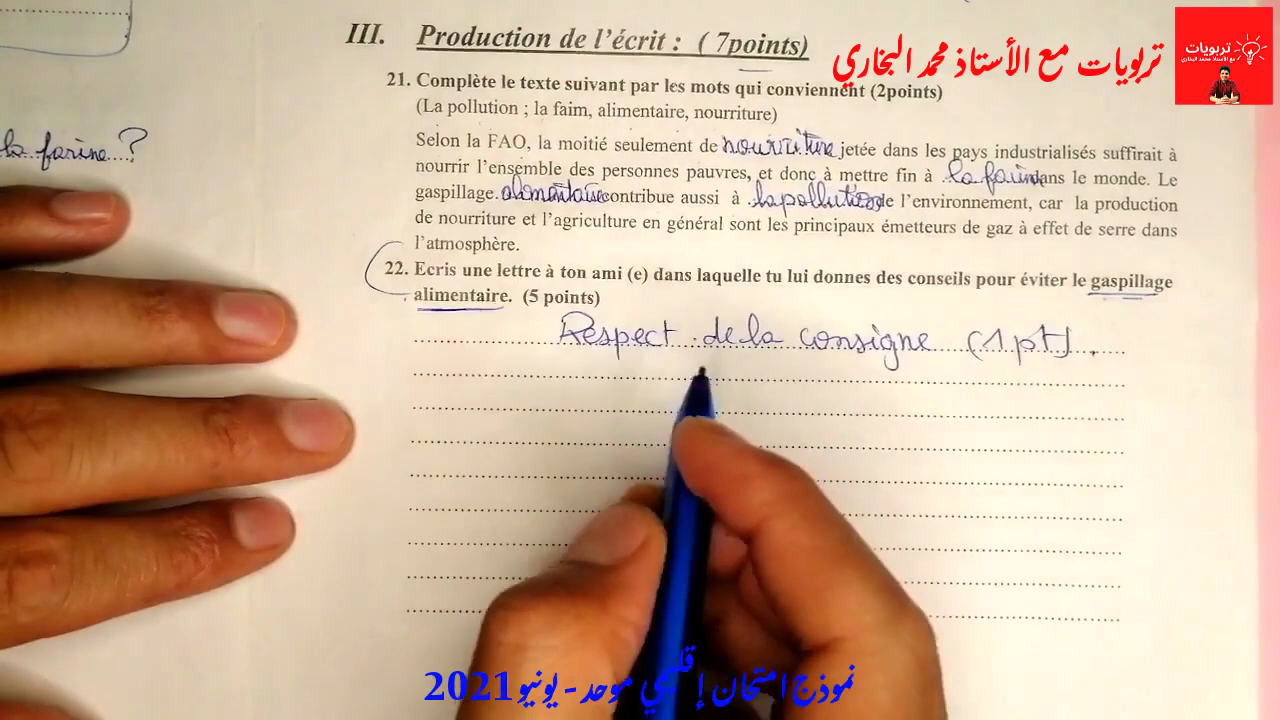 III. Production de l'écrit : ( 7points)
تربويات مع الأستاذ محمد البخاري
تربويات
مع الأستاذ محمد البخاري
21. Complète le texte suivant par les mots qui conviennent (2points)
(La pollution ; la faim, alimentaire, nourriture)
la farine...?
Selon la FAO, la moitié seulement de nourriture jetée dans les pays industrialisés suffirait à
nourrir l'ensemble des personnes pauvres, et donc à mettre fin à la faim dans le monde. Le
gaspillage alimentaire contribue aussi à la pollution de l'environnement, car la production
de nourriture et l'agriculture en général sont les principaux émetteurs de gaz à effet de serre dans
l'atmosphère.
22. Ecris une lettre à ton ami (e) dans laquelle tu lui donnes des conseils pour éviter le gaspillage
alimentaire. (5 points)
Respect de la consigne (1 pt).
نموذج امتحان إقليمي موحد - يونيو 2021